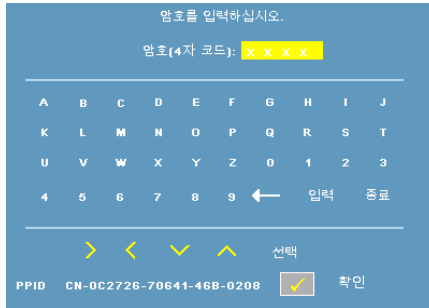 암호를 입력하십시오.
암호(4자 코드): X X X X
A B C D E F G H I J
K L M N O P Q R S T
U V W X Y Z 0 1 2 3
4 5 6 7 8 9 ← 입력 종료
선택
PPID CN-0C2726-70641-46B-0208 ✓ 확인